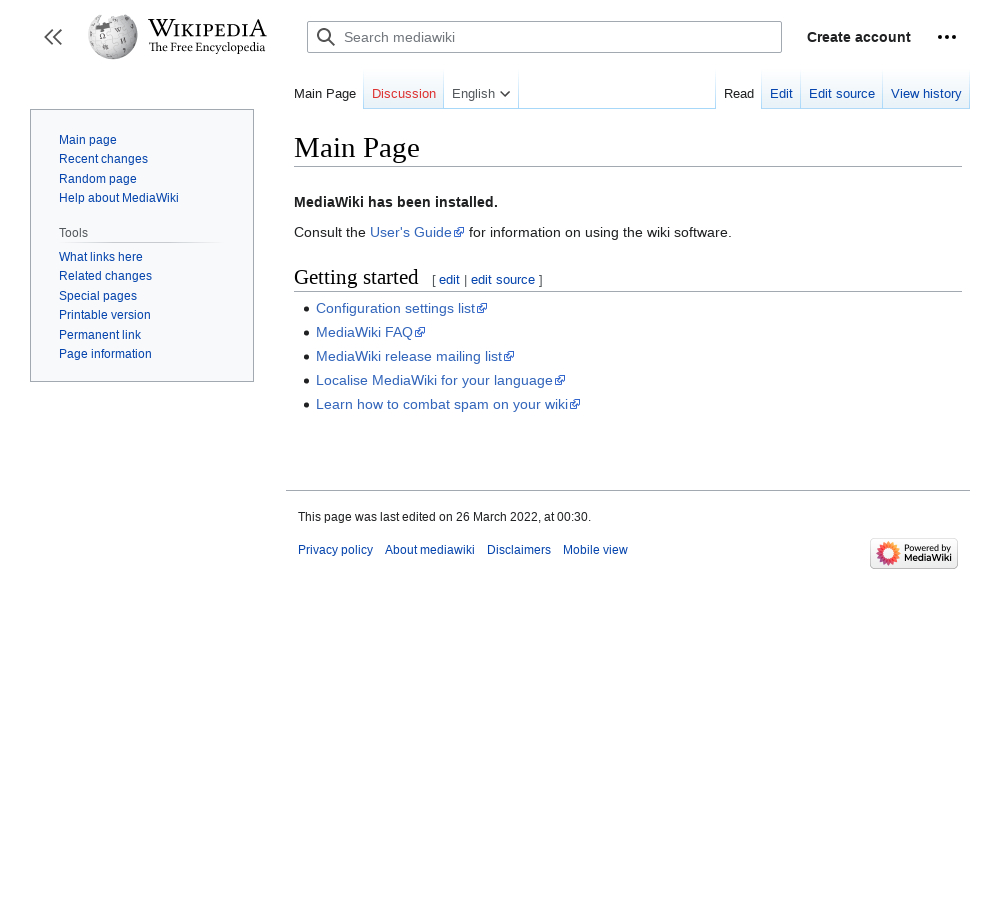 WIKIPEDIA
The Free Encyclopedia
Search mediawiki
Create account
Main Page
Discussion
English
Read
Edit
Edit source
View history
Main page
Recent changes
Random page
Help about MediaWiki
Tools
What links here
Related changes
Special pages
Printable version
Permanent link
Page information
Main Page
MediaWiki has been installed.
Consult the User's Guide for information on using the wiki software.
Getting started [ edit | edit source ]
Configuration settings list
MediaWiki FAQ
MediaWiki release mailing list
Localise MediaWiki for your language
Learn how to combat spam on your wiki
This page was last edited on 26 March 2022, at 00:30.
Privacy policy About mediawiki Disclaimers Mobile view
Powered by
MediaWiki